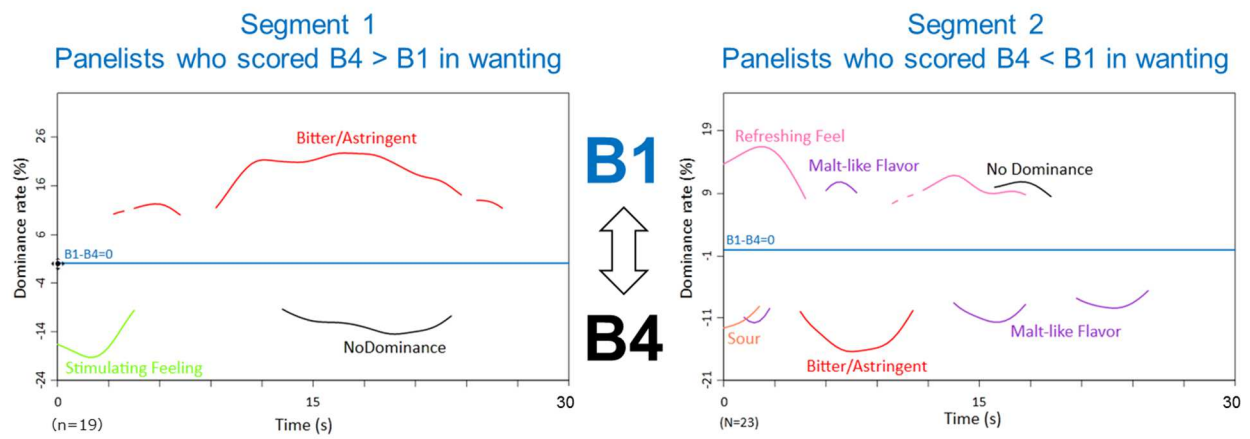 Segment 1
Panelists who scored B4 > B1 in wanting
Dominance rate (%)
26
16
6
-4
-14
-24
Bitter/Astringent
B1-B4=0
NoDominance
Stimulating Feeling
0
15
30
(n=19)
Time (s)
B1
B4
Segment 2
Panelists who scored B4 < B1 in wanting
Dominance rate (%)
19
9
-1
-11
-21
Refreshing Feel
Malt-like Flavor
No Dominance
B1-B4=0
Sour
Malt-like Flavor
Bitter/Astringent
0
15
30
(N=23)
Time (s)